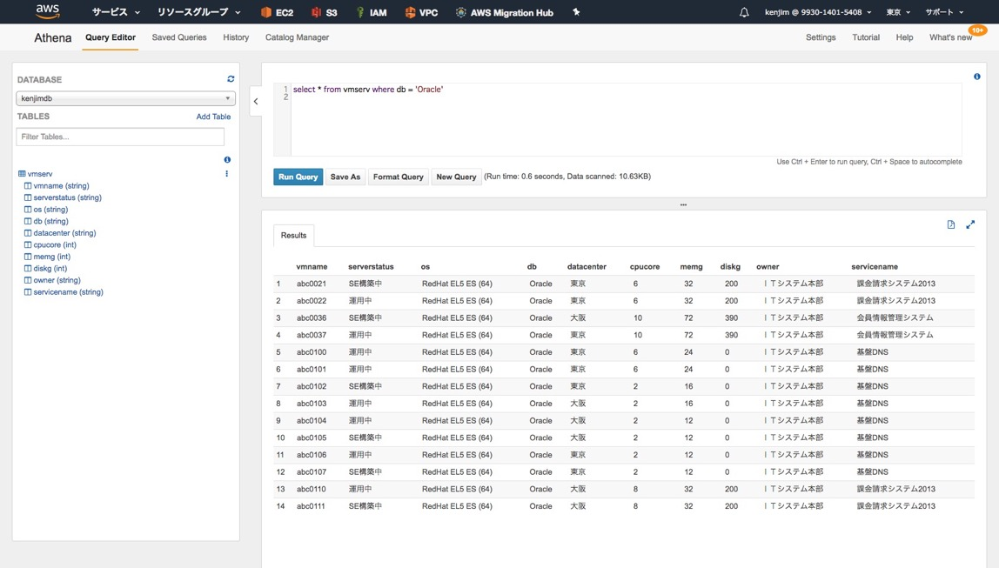 aws サービス リソースグループ EC2 S3 IAM VPC AWS Migration Hub kenjim @ 9930-1401-5408 東京 サポート
Athena Query Editor Saved Queries History Catalog Manager Settings Tutorial Help What's new 10+
DATABASE
kenjimdb
TABLES Add Table
Filter Tables...
vmserv
vmname (string)
serverstatus (string)
os (string)
db (string)
datacenter (string)
cpucore (int)
memg (int)
diskg (int)
owner (string)
servicename (string)
1 select * from vmserv where db = 'Oracle'
2
Use Ctrl + Enter to run query, Ctrl + Space to autocomplete
Run Query Save As Format Query New Query (Run time: 0.6 seconds, Data scanned: 10.63KB)
Results
vmname serverstatus os db datacenter cpucore memg diskg owner servicename
1 abc0021 SE構築中 RedHat EL5 ES (64) Oracle 東京 6 32 200 ＩＴシステム本部 課金請求システム2013
2 abc0022 運用中 RedHat EL5 ES (64) Oracle 東京 6 32 200 ＩＴシステム本部 課金請求システム2013
3 abc0036 SE構築中 RedHat EL5 ES (64) Oracle 大阪 10 72 390 ＩＴシステム本部 会員情報管理システム
4 abc0037 運用中 RedHat EL5 ES (64) Oracle 東京 10 72 390 ＩＴシステム本部 会員情報管理システム
5 abc0100 運用中 RedHat EL5 ES (64) Oracle 東京 6 24 0 ＩＴシステム本部 基盤DNS
6 abc0101 運用中 RedHat EL5 ES (64) Oracle 東京 6 24 0 ＩＴシステム本部 基盤DNS
7 abc0102 SE構築中 RedHat EL5 ES (64) Oracle 東京 2 16 0 ＩＴシステム本部 基盤DNS
8 abc0103 運用中 RedHat EL5 ES (64) Oracle 大阪 2 16 0 ＩＴシステム本部 基盤DNS
9 abc0104 運用中 RedHat EL5 ES (64) Oracle 大阪 2 12 0 ＩＴシステム本部 基盤DNS
10 abc0105 SE構築中 RedHat EL5 ES (64) Oracle 大阪 2 12 0 ＩＴシステム本部 基盤DNS
11 abc0106 運用中 RedHat EL5 ES (64) Oracle 東京 2 12 0 ＩＴシステム本部 基盤DNS
12 abc0107 SE構築中 RedHat EL5 ES (64) Oracle 東京 2 12 0 ＩＴシステム本部 基盤DNS
13 abc0110 運用中 RedHat EL5 ES (64) Oracle 大阪 8 32 200 ＩＴシステム本部 課金請求システム2013
14 abc0111 SE構築中 RedHat EL5 ES (64) Oracle 大阪 8 32 200 ＩＴシステム本部 課金請求システム2013